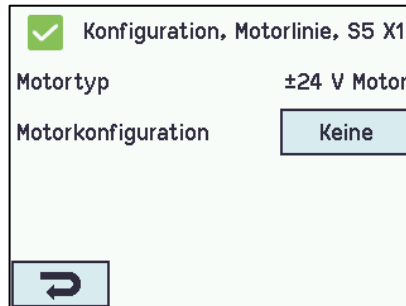 Konfiguration, Motorlinie, S5 X1
Motortyp ±24 V Motor
Motorkonfiguration Keine